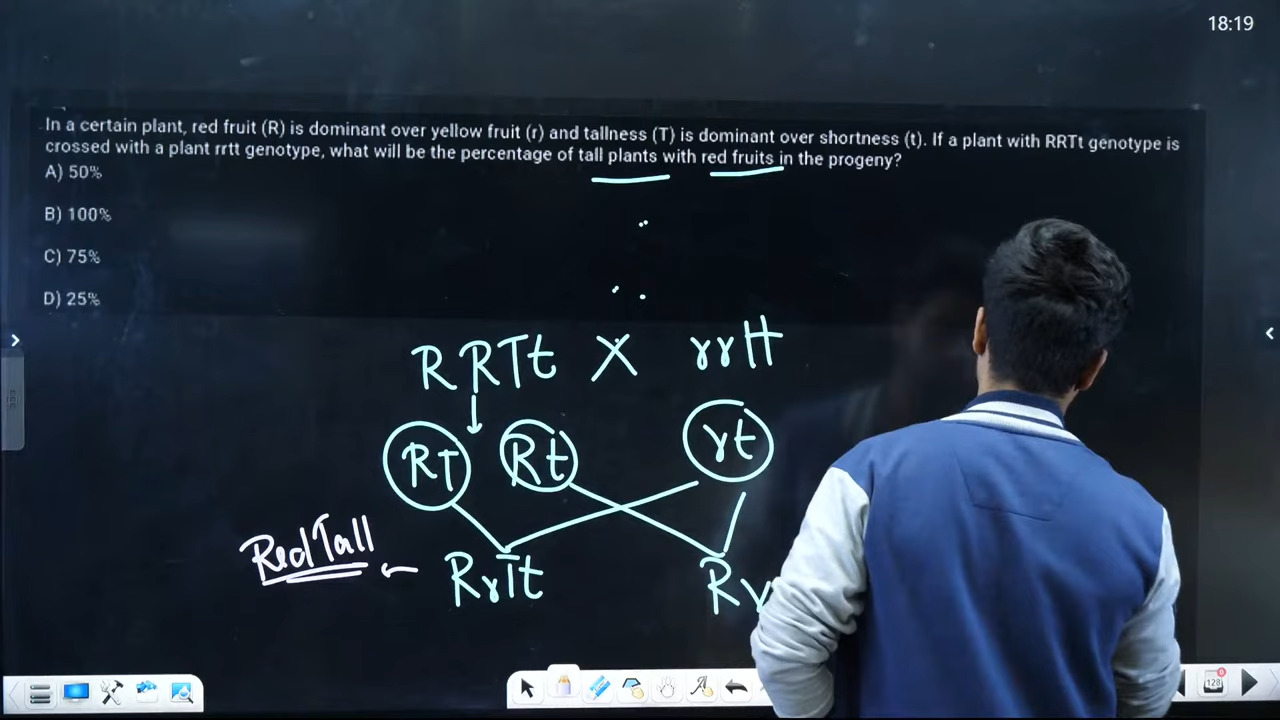 18:19
In a certain plant, red fruit (R) is dominant over yellow fruit (r) and tallness (T) is dominant over shortness (t). If a plant with RRTt genotype is
crossed with a plant rrtt genotype, what will be the percentage of tall plants with red fruits in the progeny?
A) 50%
B) 100%
C) 75%
D) 25%
RRTt X rrtt
RT Rt rt
Red Tall
RrTt Rr
128